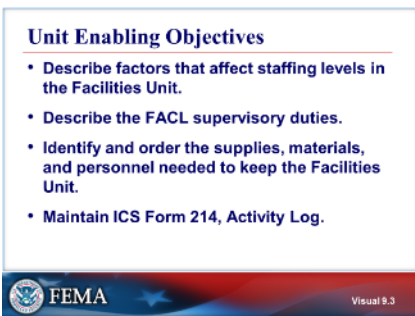 Unit Enabling Objectives
• Describe factors that affect staffing levels in
the Facilities Unit.
• Describe the FACL supervisory duties.
• Identify and order the supplies, materials,
and personnel needed to keep the Facilities
Unit.
• Maintain ICS Form 214, Activity Log.
FEMA
Visual 9.3